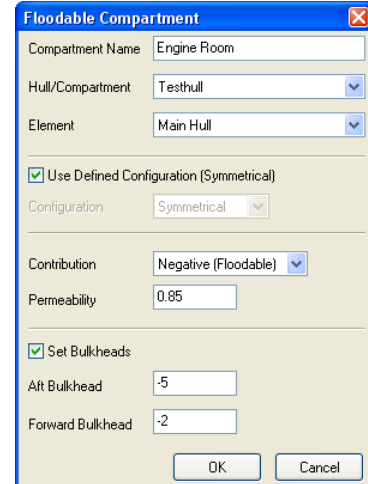 Floodable Compartment
Compartment Name Engine Room
Hull/Compartment Testhull
Element Main Hull
Use Defined Configuration (Symmetrical)
Configuration Symmetrical
Contribution Negative (Floodable)
Permeability 0.85
Set Bulkheads
Aft Bulkhead -5
Forward Bulkhead -2
OK Cancel